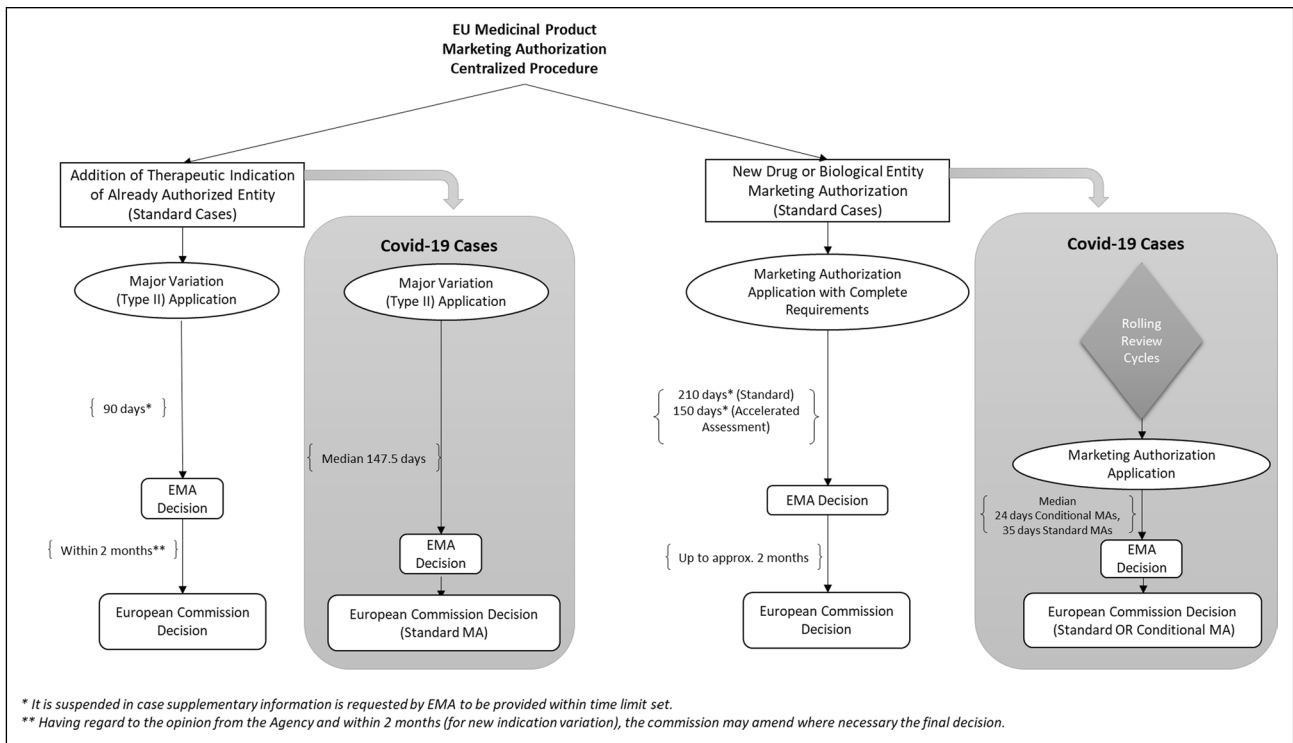 EU Medicinal Product
Marketing Authorization
Centralized Procedure
Addition of Therapeutic Indication
of Already Authorized Entity
(Standard Cases)
Major Variation
(Type II) Application
90 days*
EMA
Decision
Within 2 months**
European Commission
Decision
Covid-19 Cases
Major Variation
(Type II) Application
Median 147.5 days
EMA
Decision
European Commission Decision
(Standard MA)
New Drug or Biological Entity
Marketing Authorization
(Standard Cases)
Marketing Authorization
Application with Complete
Requirements
210 days* (Standard)
150 days* (Accelerated
Assessment)
EMA Decision
Up to approx. 2 months
European Commission
Decision
Covid-19 Cases
Rolling
Review
Cycles
Marketing Authorization
Application
Median
24 days Conditional MAs,
35 days Standard MAs
EMA
Decision
European Commission Decision
(Standard OR Conditional MA)
* It is suspended in case supplementary information is requested by EMA to be provided within time limit set.
** Having regard to the opinion from the Agency and within 2 months (for new indication variation), the commission may amend where necessary the final decision.